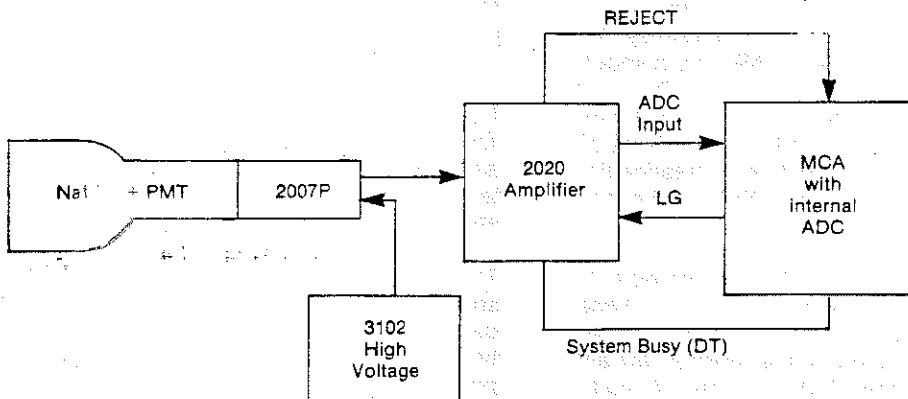 REJECT
ADC
Input
LG
NaI + PMT
2007P
2020
Amplifier
MCA
with
internal
ADC
3102
High
Voltage
System Busy (DT)